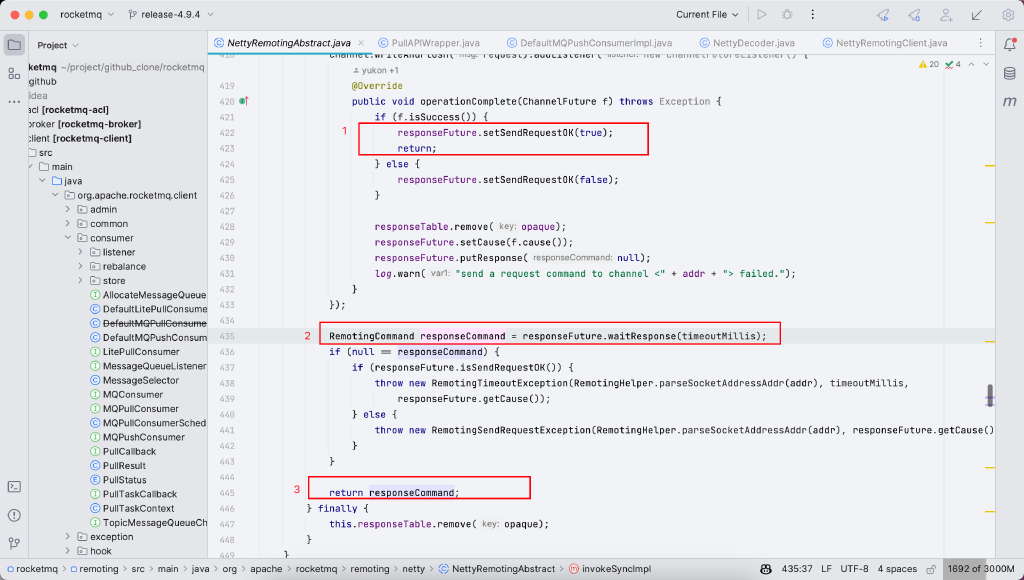 rocketmq
release-4.9.4
Current File
Project
NettyRemotingAbstract.java
PullAPIWrapper.java
DefaultMQPushConsumerImpl.java
NettyDecoder.java
NettyRemotingClient.java
ketmq ~/project/github_clone/rocketmq
github
idea
acl [rocketmq-acl]
broker [rocketmq-broker]
client [rocketmq-client]
src
main
java
org.apache.rocketmq.client
admin
common
consumer
listener
rebalance
store
AllocateMessageQueue
DefaultLitePullConsume
DefaultMQPullConsume
DefaultMQPushConsum
LitePullConsumer
MessageQueueListener
MessageSelector
MQConsumer
MQPullConsumer
MQPullConsumerSched
MQPushConsumer
PullCallback
PullResult
PullStatus
PullTaskCallback
PullTaskContext
TopicMessageQueueCh
exception
hook
20 4
yukon +1
419 @Override
420 public void operationComplete(ChannelFuture f) throws Exception {
421 if (f.isSuccess()) {
1
422 responseFuture.setSendRequestOK(true);
423 return;
424 } else {
425 responseFuture.setSendRequestOK(false);
426 }
427
428 responseTable.remove( key: opaque);
429 responseFuture.setCause(f.cause());
430 responseFuture.putResponse( responseCommand: null);
431 log.warn( var1: "send a request command to channel <" + addr + "> failed.");
432 }
433 });
434
2
435 RemotingCommand responseCommand = responseFuture.waitResponse(timeoutMillis);
436 if (null == responseCommand) {
437 if (responseFuture.isSendRequestOK()) {
438 throw new RemotingTimeoutException(RemotingHelper.parseSocketAddressAddr(addr), timeoutMillis,
439 responseFuture.getCause());
440 } else {
441 throw new RemotingSendRequestException(RemotingHelper.parseSocketAddressAddr(addr), responseFuture.getCause()
442 }
443 }
444
3
445 return responseCommand;
446 } finally {
447 this.responseTable.remove( key: opaque);
448 }
449 }
m
rocketmq > remoting > src > main > java > org > apache > rocketmq > remoting > netty > NettyRemotingAbstract > invokeSyncImpl
435:37 LF UTF-8 4 spaces 1692 of 3000M